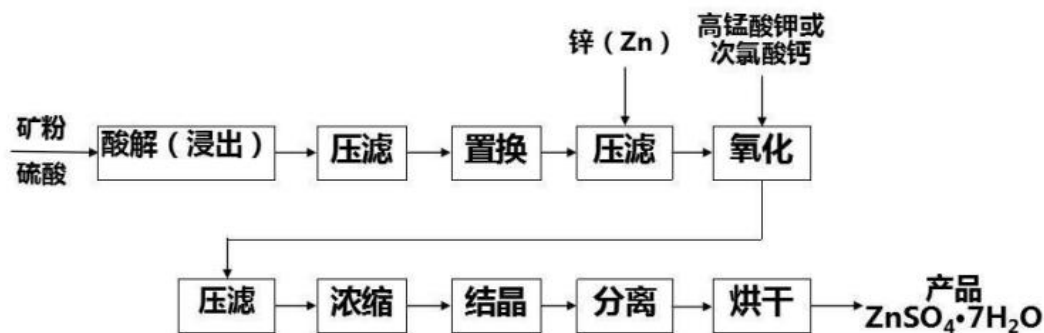 锌（Zn）
高锰酸钾或
次氯酸钙
矿粉
硫酸
酸解（浸出）
压滤
置换
压滤
氧化
压滤
浓缩
结晶
分离
烘干
产品
ZnSO₄•7H₂O